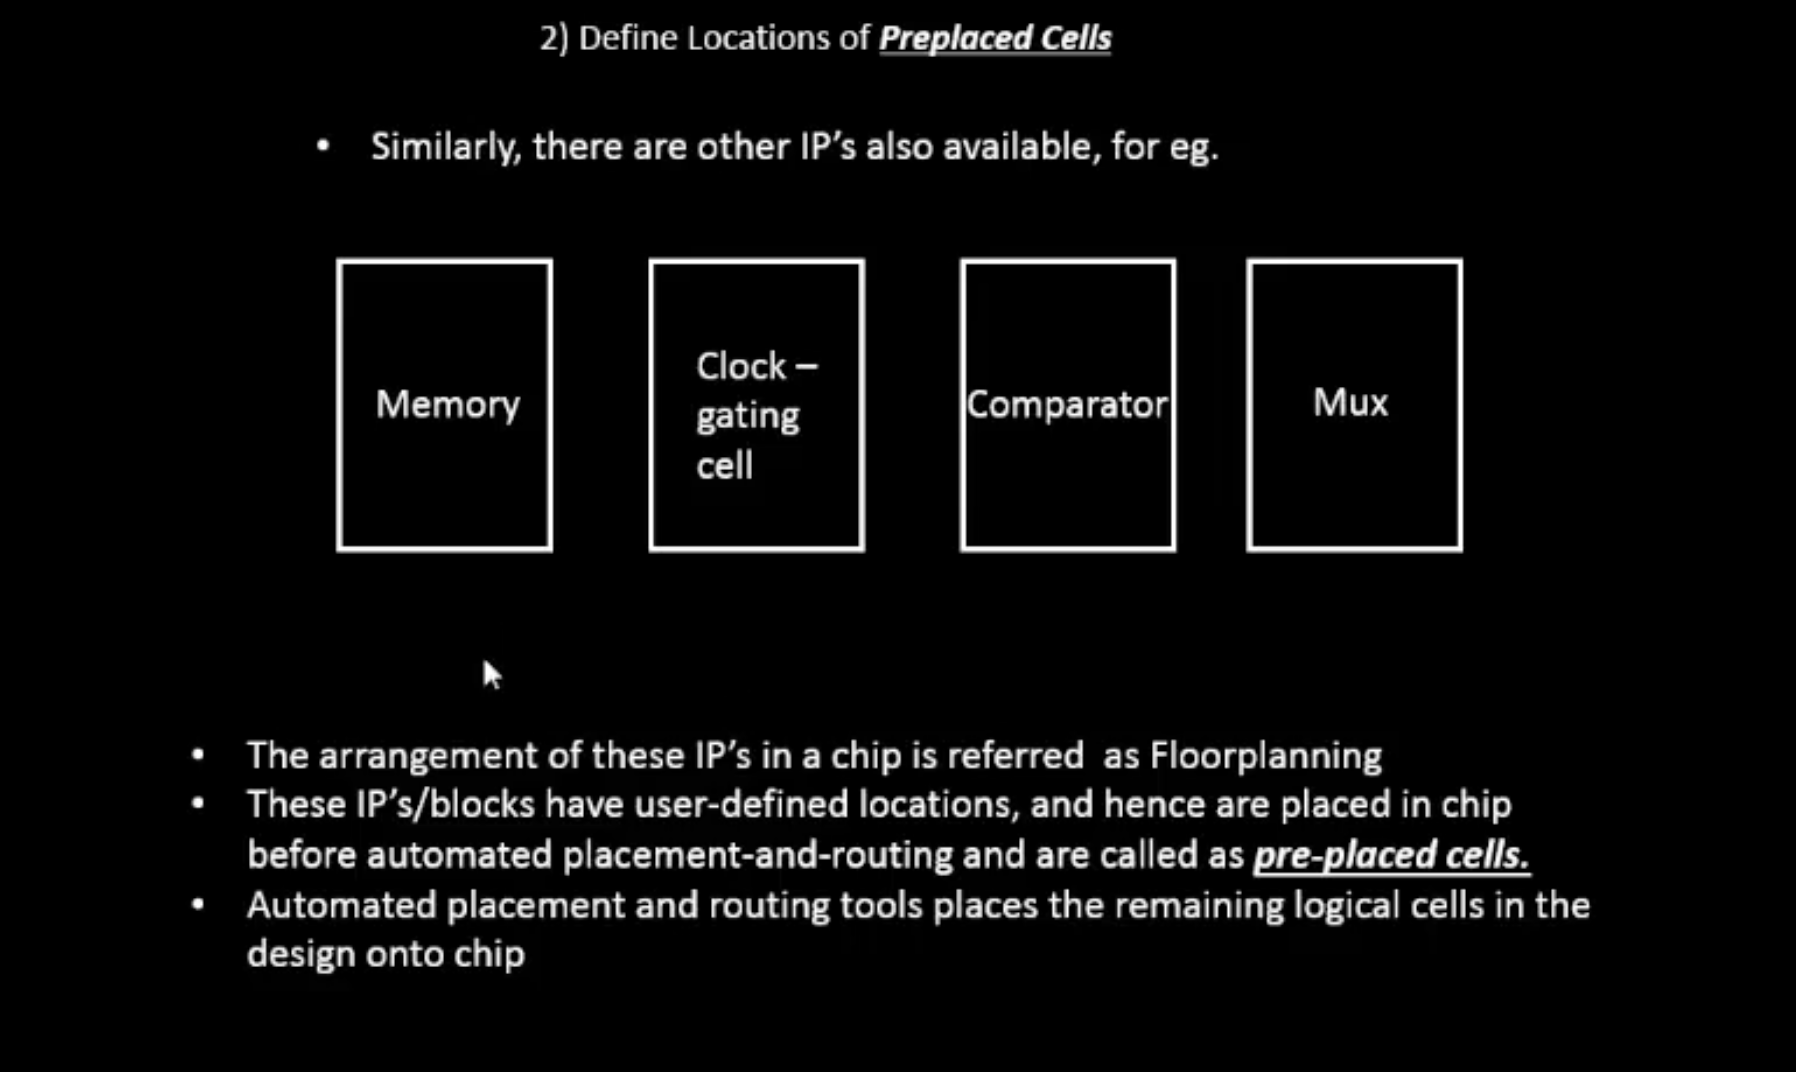 2) Define Locations of Preplaced Cells
• Similarly, there are other IP’s also available, for eg.
Memory
Clock –
gating
cell
Comparator
Mux
• The arrangement of these IP’s in a chip is referred  as Floorplanning
• These IP’s/blocks have user-defined locations, and hence are placed in chip
before automated placement-and-routing and are called as pre-placed cells.
• Automated placement and routing tools places the remaining logical cells in the
design onto chip